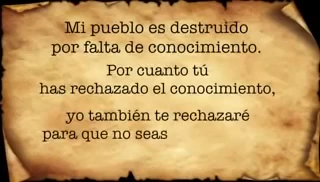 Mi pueblo es destruido
por falta de conocimiento.
Por cuanto tú
has rechazado el conocimiento,
yo también te rechazaré
para que no seas